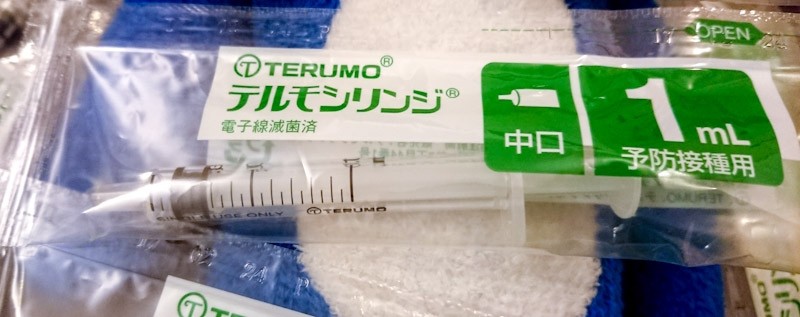 OPEN
TERUMO®
テルモシリンジ®
電子線滅菌済
中口
1 mL
予防接種用
SINGLE USE ONLY
TERUMO
TERUMO